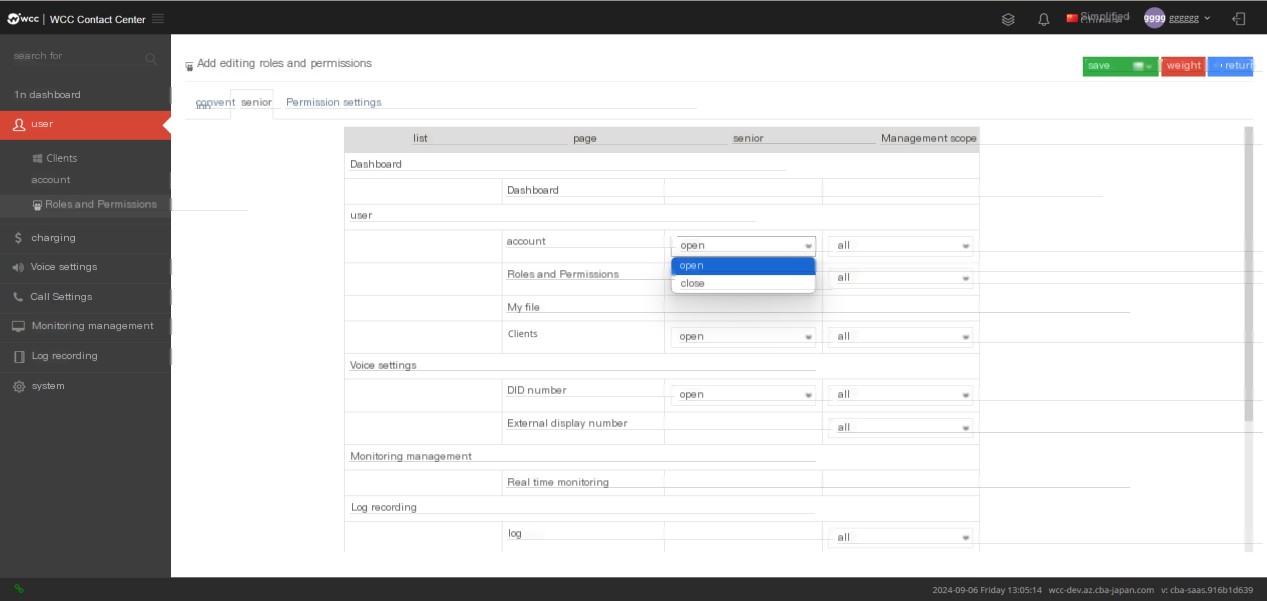 wcc | WCC Contact Center
Simplified
gggg gggggg
search for
1n dashboard
user
Clients
account
Roles and Permissions
charging
Voice settings
Call Settings
Monitoring management
Log recording
system
Add editing roles and permissions
save
weight
return
convent senior Permission settings
list page senior Management scope
Dashboard
Dashboard
user
account open all
open
Roles and Permissions all
close
My file
Clients open all
Voice settings
DID number open all
External display number all
Monitoring management
Real time monitoring
Log recording
log all
2024-09-06 Friday 13:05:14 wcc-dev.az.cba-japan.com v: cba-saas.916b1d639